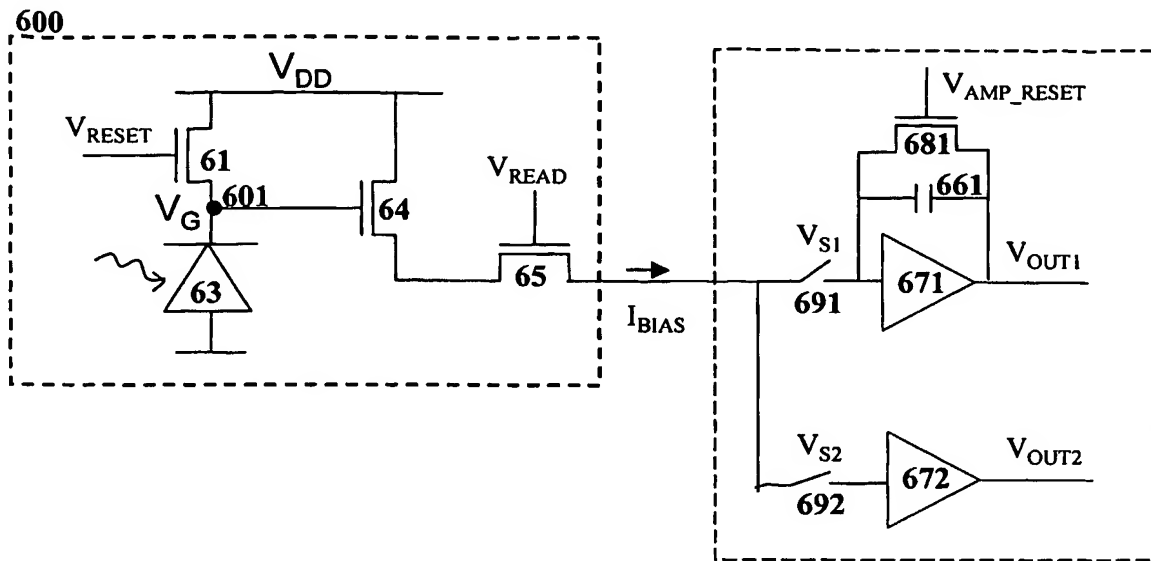 600
V_DD
V_RESET
61
601
V_G
64
V_READ
65
63
I_BIAS
V_AMP_RESET
681
661
V_S1
691
671
V_OUT1
V_S2
692
672
V_OUT2